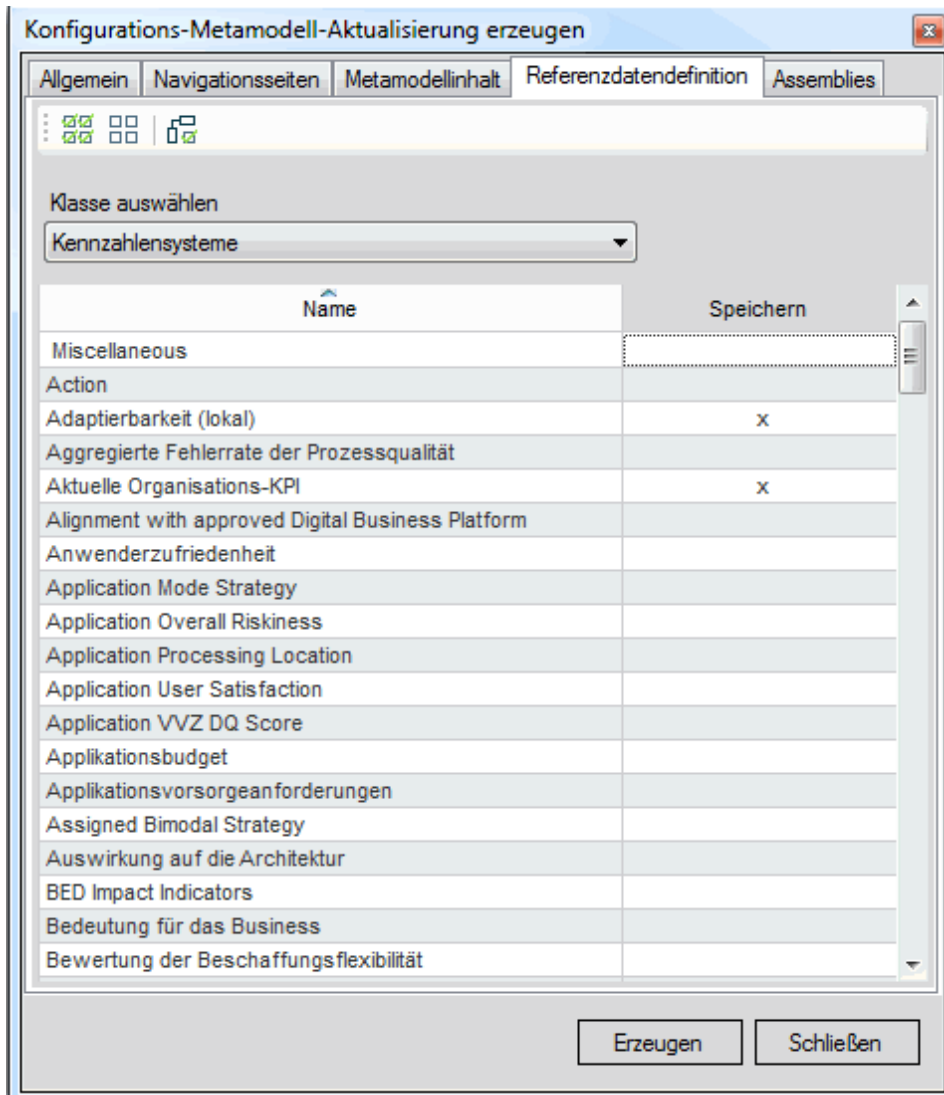 Konfigurations-Metamodell-Aktualisierung erzeugen
Allgemein Navigationsseiten Metamodellinhalt Referenzdatendefinition Assemblies
Klasse auswählen
Kennzahlensysteme
Name Speichern
Miscellaneous
Action
Adaptierbarkeit (lokal) x
Aggregierte Fehlerrate der Prozessqualität
Aktuelle Organisations-KPI x
Alignment with approved Digital Business Platform
Anwenderzufriedenheit
Application Mode Strategy
Application Overall Riskiness
Application Processing Location
Application User Satisfaction
Application VVZ DQ Score
Applikationsbudget
Applikationsvorsorgeanforderungen
Assigned Bimodal Strategy
Auswirkung auf die Architektur
BED Impact Indicators
Bedeutung für das Business
Bewertung der Beschaffungsflexibilität
Erzeugen Schließen